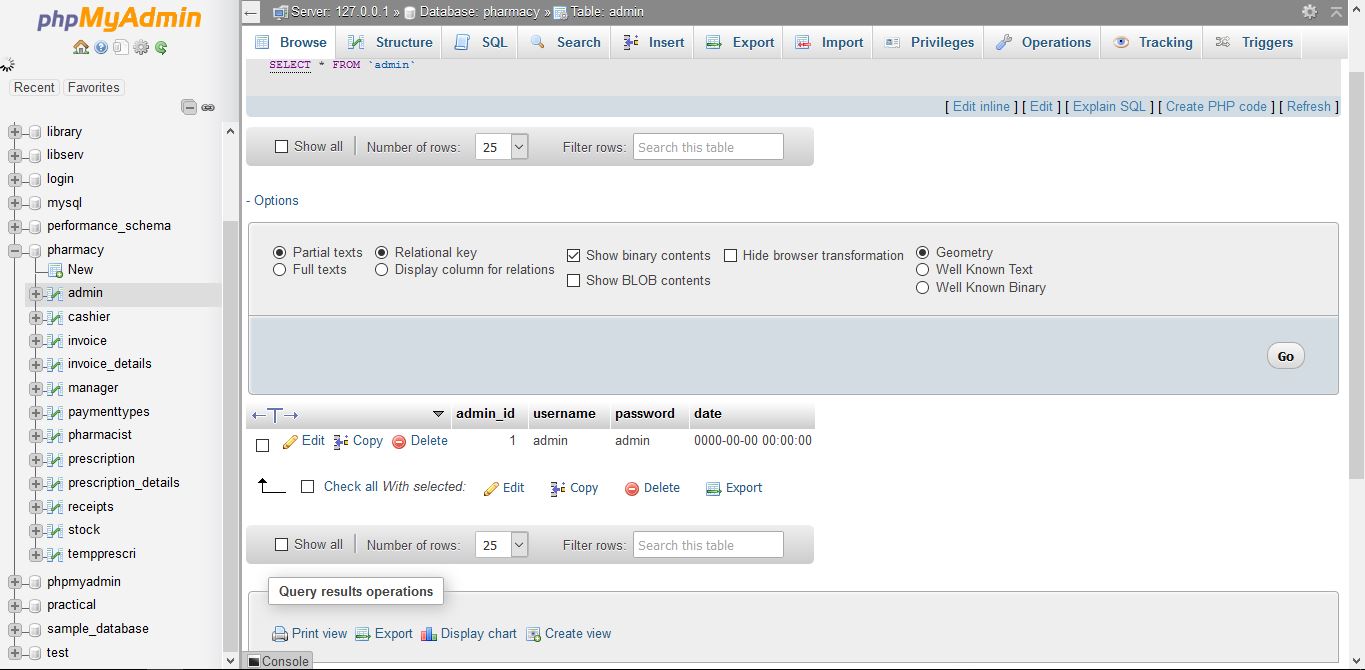 phpMyAdmin
Recent Favorites
library
libserv
login
mysql
performance_schema
pharmacy
New
admin
cashier
invoice
invoice_details
manager
paymenttypes
pharmacist
prescription
prescription_details
receipts
stock
tempprescri
phpmyadmin
practical
sample_database
test
Server: 127.0.0.1 » Database: pharmacy » Table: admin
Browse Structure SQL Search Insert Export Import Privileges Operations Tracking Triggers
SELECT * FROM `admin`
[ Edit inline ] [ Edit ] [ Explain SQL ] [ Create PHP code ] [ Refresh ]
Show all Number of rows: 25 Filter rows: Search this table
- Options
Partial texts Relational key Show binary contents Hide browser transformation Geometry
Full texts Display column for relations Show BLOB contents Well Known Text
Well Known Binary
Go
←T→ admin_id username password date
Edit Copy Delete 1 admin admin 0000-00-00 00:00:00
Check all With selected: Edit Copy Delete Export
Show all Number of rows: 25 Filter rows: Search this table
Query results operations
Print view Export Display chart Create view
Console